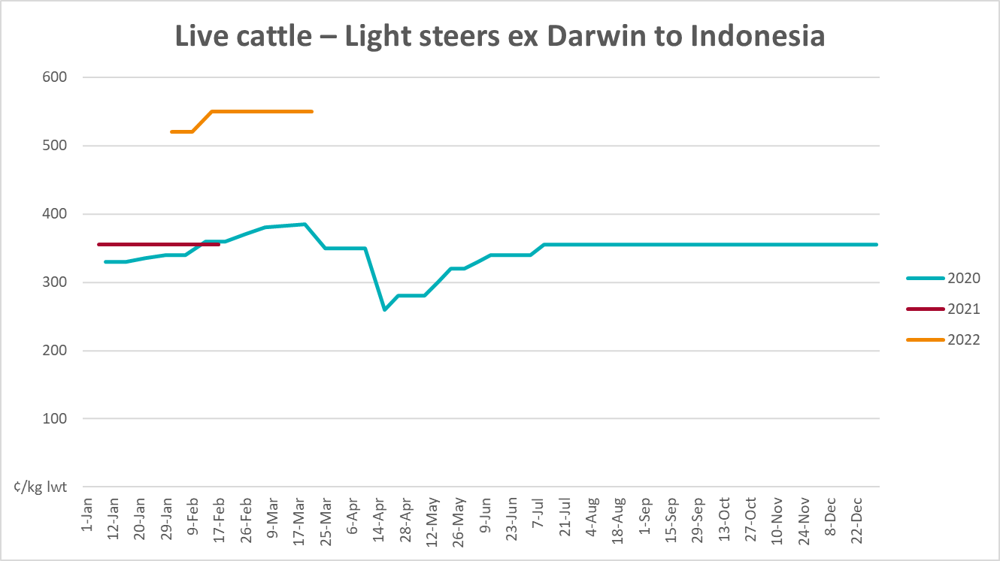 Live cattle – Light steers ex Darwin to Indonesia
600
500
400
300
200
100
¢/kg lwt
1-Jan
12-Jan
20-Jan
29-Jan
9-Feb
17-Feb
26-Feb
9-Mar
17-Mar
25-Mar
6-Apr
14-Apr
28-Apr
12-May
26-May
9-Jun
23-Jun
7-Jul
21-Jul
4-Aug
18-Aug
1-Sep
15-Sep
29-Sep
13-Oct
27-Oct
10-Nov
24-Nov
8-Dec
22-Dec
2020
2021
2022